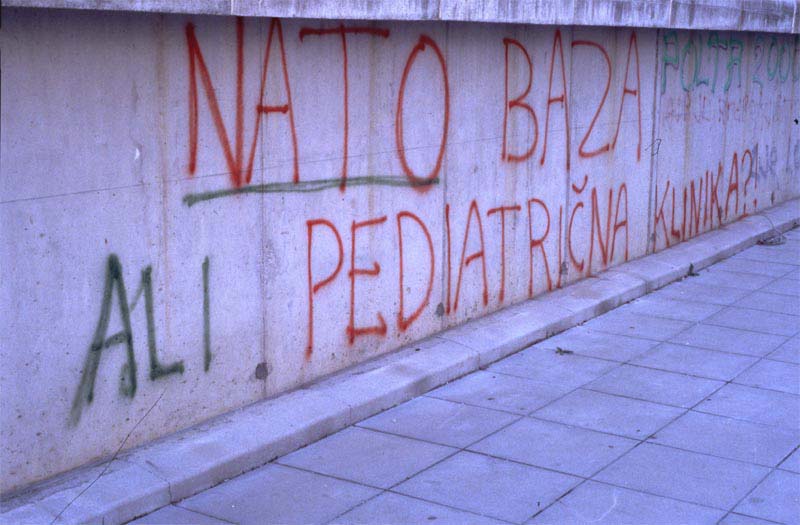 NATO BAZA
ALI PEDIATRIČNA KLINIKA?!